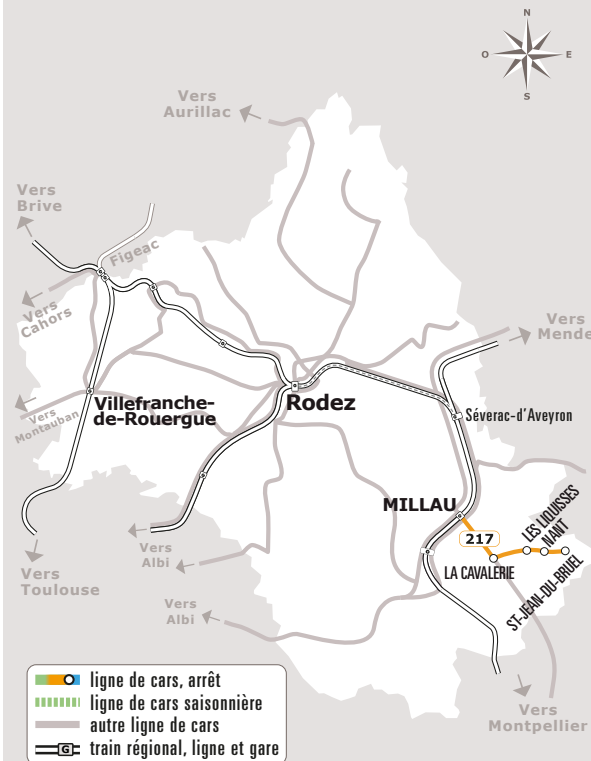 N
O
E
S
Vers
Aurillac
Vers
Brive
Figeac
Vers
Cahors
Vers
Mende
Vers
Montauban
Villefranche-
de-Rouergue
Rodez
Séverac-d'Aveyron
MILLAU
217
LES LIQUISSES
NANT
LA CAVALERIE
ST-JEAN-DU-BRUEL
Vers
Toulouse
Vers
Albi
Vers
Albi
Vers
Montpellier
ligne de cars, arrêt
ligne de cars saisonnière
autre ligne de cars
G train régional, ligne et gare